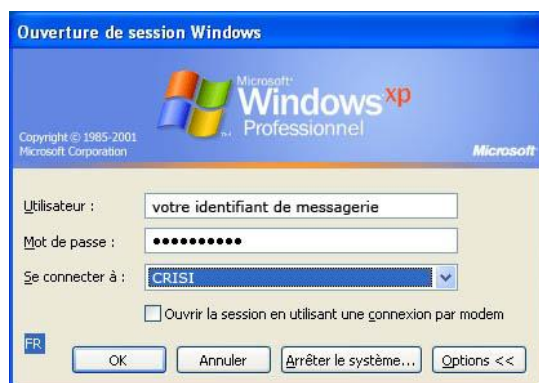 Ouverture de session Windows
Microsoft
Windows xp
Professionnel
Copyright © 1985-2001
Microsoft Corporation
Microsoft
Utilisateur :
votre identifiant de messagerie
Mot de passe :
••••••••••
Se connecter à :
CRISI
Ouvrir la session en utilisant une connexion par modem
FR
OK Annuler Arrêter le système... Options <<